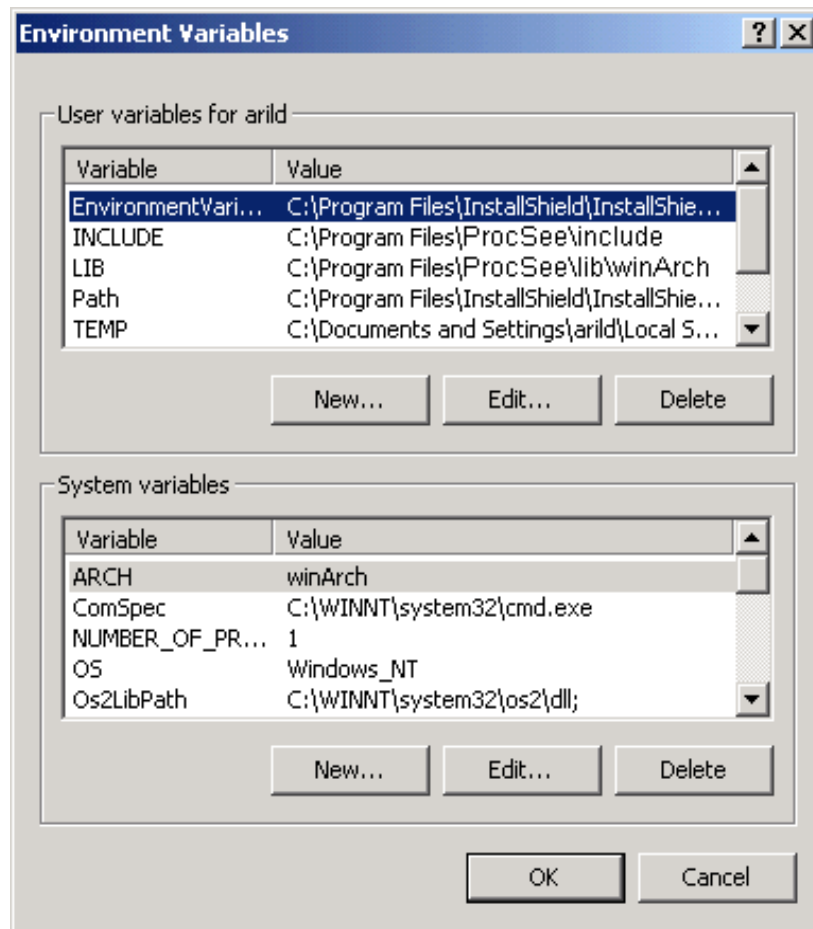 Environment Variables
User variables for arild
Variable Value
EnvironmentVari... C:\Program Files\InstallShield\InstallShie...
INCLUDE C:\Program Files\ProcSee\include
LIB C:\Program Files\ProcSee\lib\winArch
Path C:\Program Files\InstallShield\InstallShie...
TEMP C:\Documents and Settings\arild\Local S...
New... Edit... Delete
System variables
Variable Value
ARCH winArch
ComSpec C:\WINNT\system32\cmd.exe
NUMBER_OF_PR... 1
OS Windows_NT
Os2LibPath C:\WINNT\system32\os2\dll;
New... Edit... Delete
OK Cancel